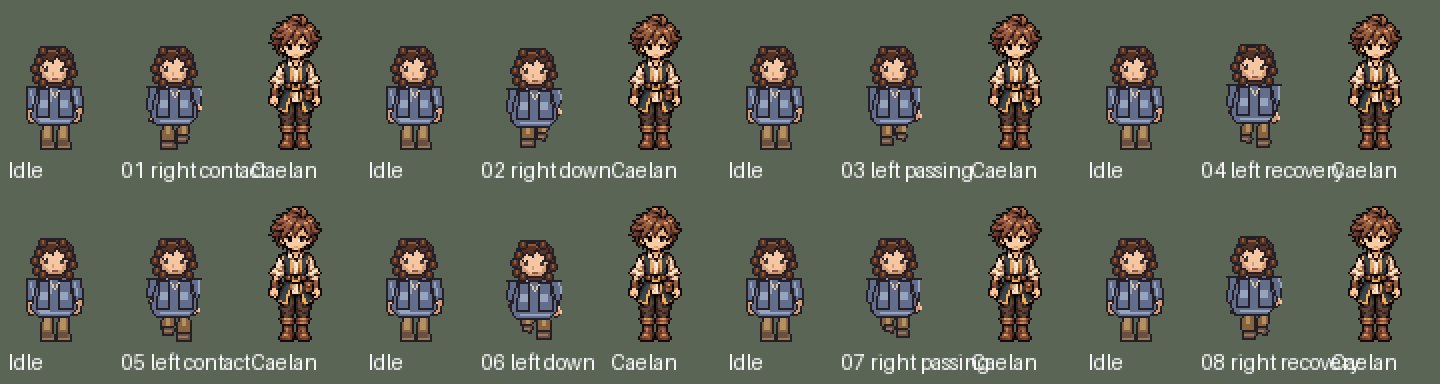 Idle 01 right contact Caelan Idle 02 right down Caelan Idle 03 left passing Caelan Idle 04 left recovery Caelan
Idle 05 left contact Caelan Idle 06 left down Caelan Idle 07 right passing Caelan Idle 08 right recovery Caelan